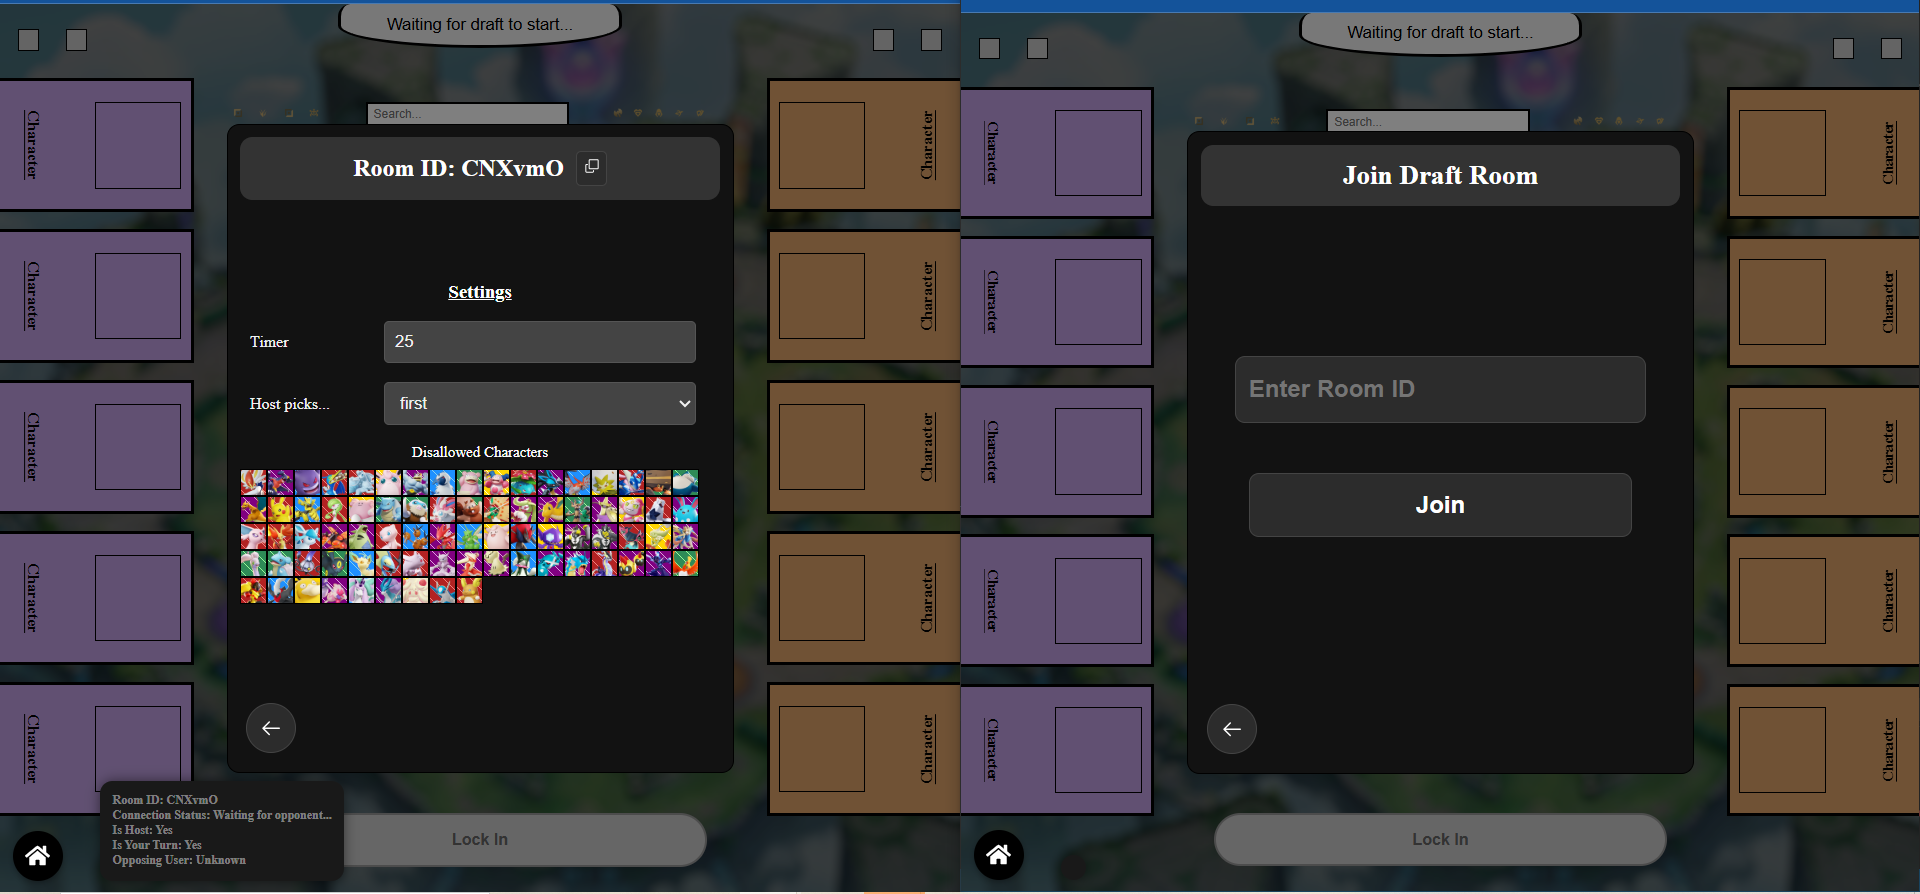 Waiting for draft to start...
Search...
Character
Character
Character
Character
Character
Room ID: CNXvmO
Settings
Timer
25
Host picks...
first
Disallowed Characters
Character
Character
Character
Character
Character
Room ID: CNXvmO
Connection Status: Waiting for opponent...
Is Host: Yes
Is Your Turn: Yes
Opposing User: Unknown
Lock In
Waiting for draft to start...
Search...
Character
Character
Character
Character
Character
Join Draft Room
Enter Room ID
Join
Character
Character
Character
Character
Character
Lock In